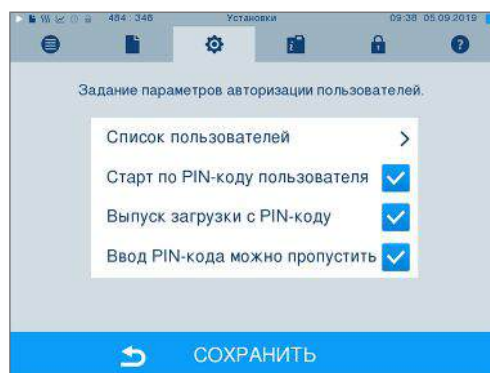 484 : 346 Установки 09:38 05.09.2019
Задание параметров авторизации пользователей.
Список пользователей
Старт по PIN-коду пользователя
Выпуск загрузки с PIN-коду
Ввод PIN-кода можно пропустить
СОХРАНИТЬ